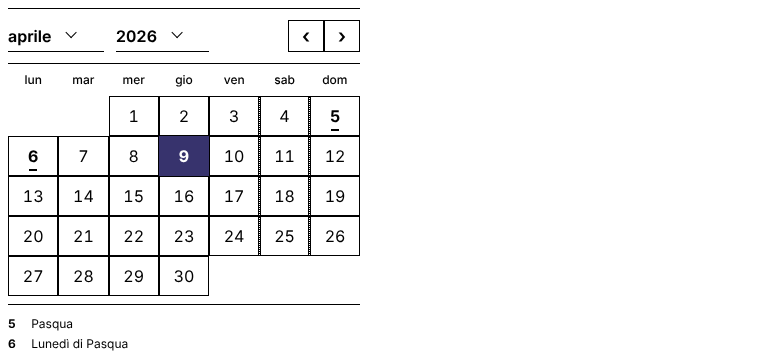 aprile 2026 ‹ ›
lun mar mer gio ven sab dom
1 2 3 4 5
6 7 8 9 10 11 12
13 14 15 16 17 18 19
20 21 22 23 24 25 26
27 28 29 30
5 Pasqua
6 Lunedì di Pasqua